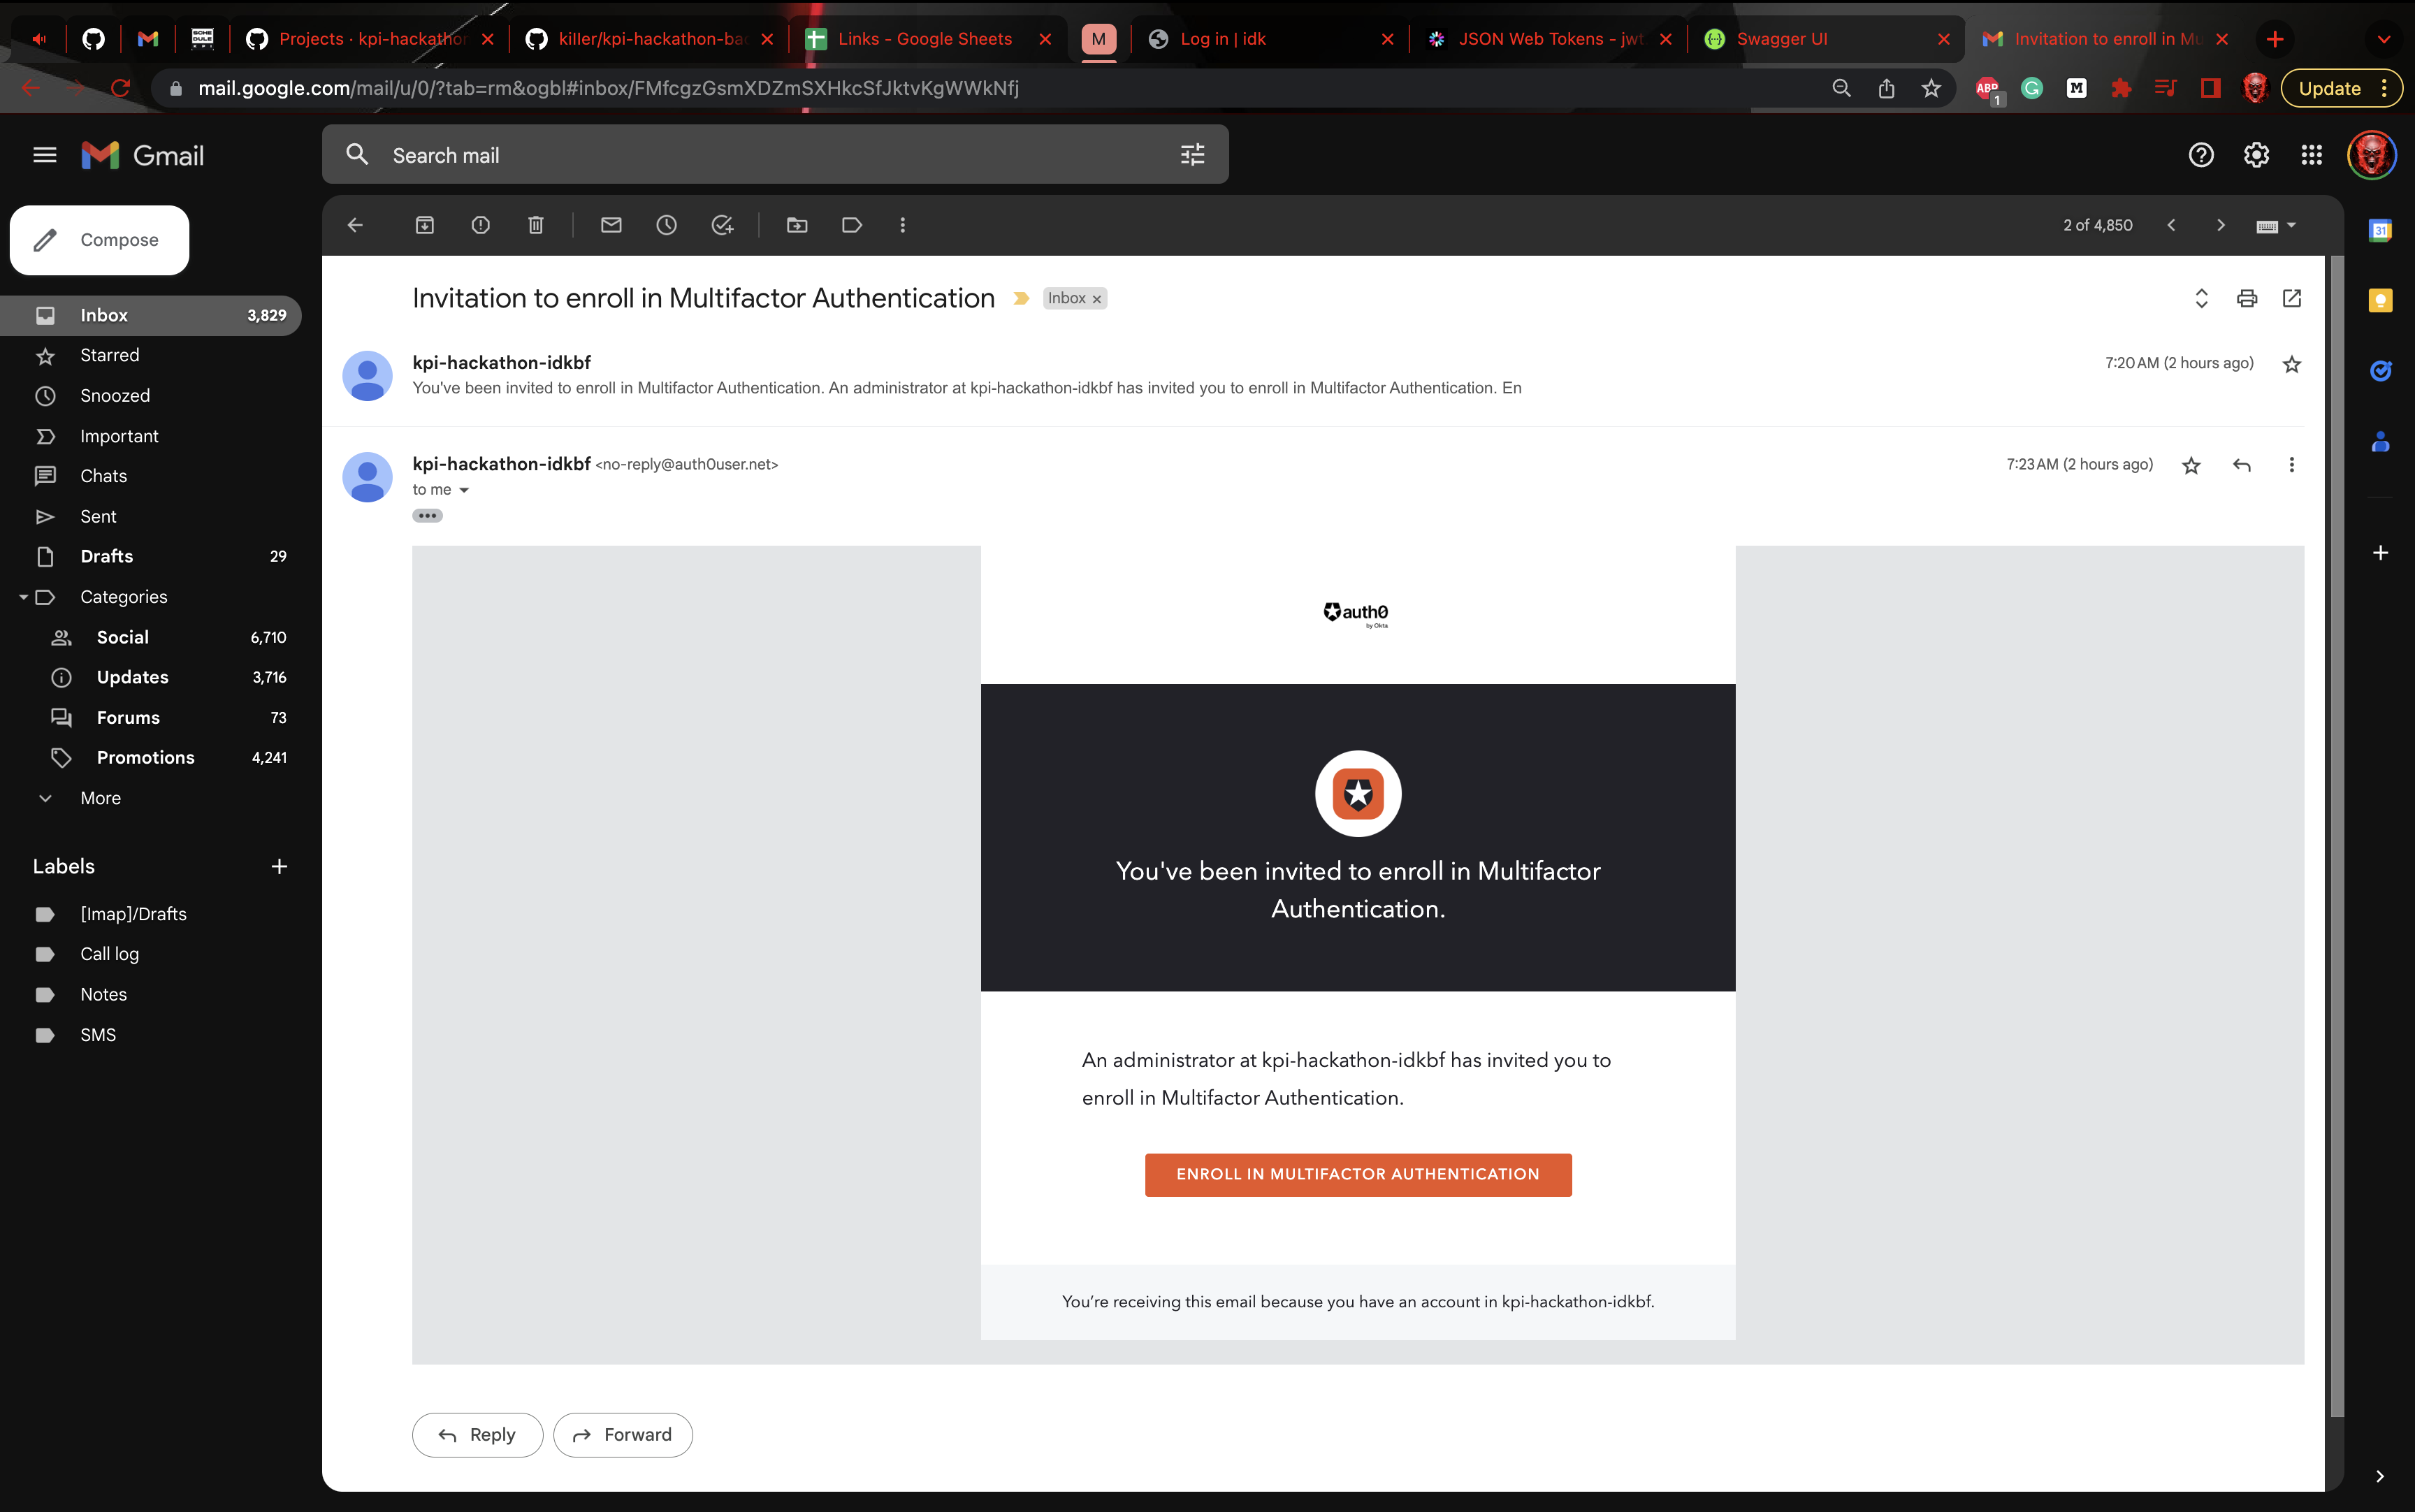 Projects · kpi-hackathon
killer/kpi-hackathon-ba
Links - Google Sheets
M
Log in | idk
JSON Web Tokens - jwt
Swagger UI
Invitation to enroll in Mu
mail.google.com/mail/u/0/?tab=rm&ogbl#inbox/FMfcgzGsmXDZmSXHkcSfJktvKgWWkNfj
ABP
1
M
Update
Gmail
Search mail
Compose
2 of 4,850
Inbox 3,829
Starred
Snoozed
Important
Chats
Sent
Drafts 29
Categories
Social 6,710
Updates 3,716
Forums 73
Promotions 4,241
More
Labels
[Imap]/Drafts
Call log
Notes
SMS
Invitation to enroll in Multifactor Authentication Inbox
kpi-hackathon-idkbf 7:20 AM (2 hours ago)
You've been invited to enroll in Multifactor Authentication. An administrator at kpi-hackathon-idkbf has invited you to enroll in Multifactor Authentication. En
kpi-hackathon-idkbf <no-reply@auth0user.net> 7:23 AM (2 hours ago)
to me
auth0
by Okta
You've been invited to enroll in Multifactor
Authentication.
An administrator at kpi-hackathon-idkbf has invited you to
enroll in Multifactor Authentication.
ENROLL IN MULTIFACTOR AUTHENTICATION
You're receiving this email because you have an account in kpi-hackathon-idkbf.
Reply
Forward
31